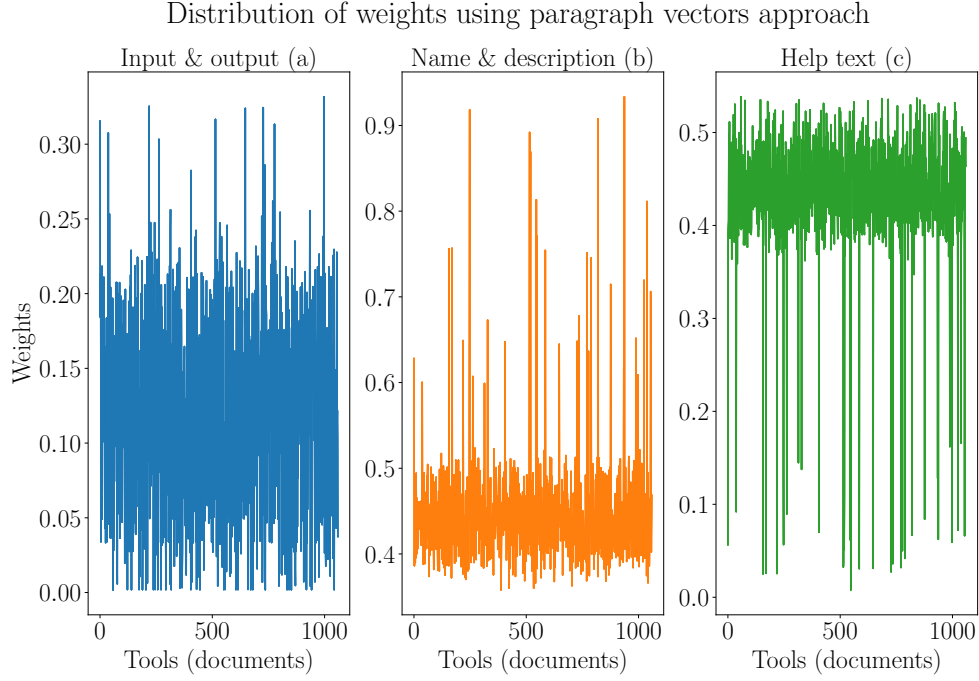 Distribution of weights using paragraph vectors approach
Input & output (a)
Name & description (b)
Help text (c)
Weights
0.30
0.25
0.20
0.15
0.10
0.05
0.00
0 500 1000
Tools (documents)
0.9
0.8
0.7
0.6
0.5
0.4
0 500 1000
Tools (documents)
0.5
0.4
0.3
0.2
0.1
0.0
0 500 1000
Tools (documents)